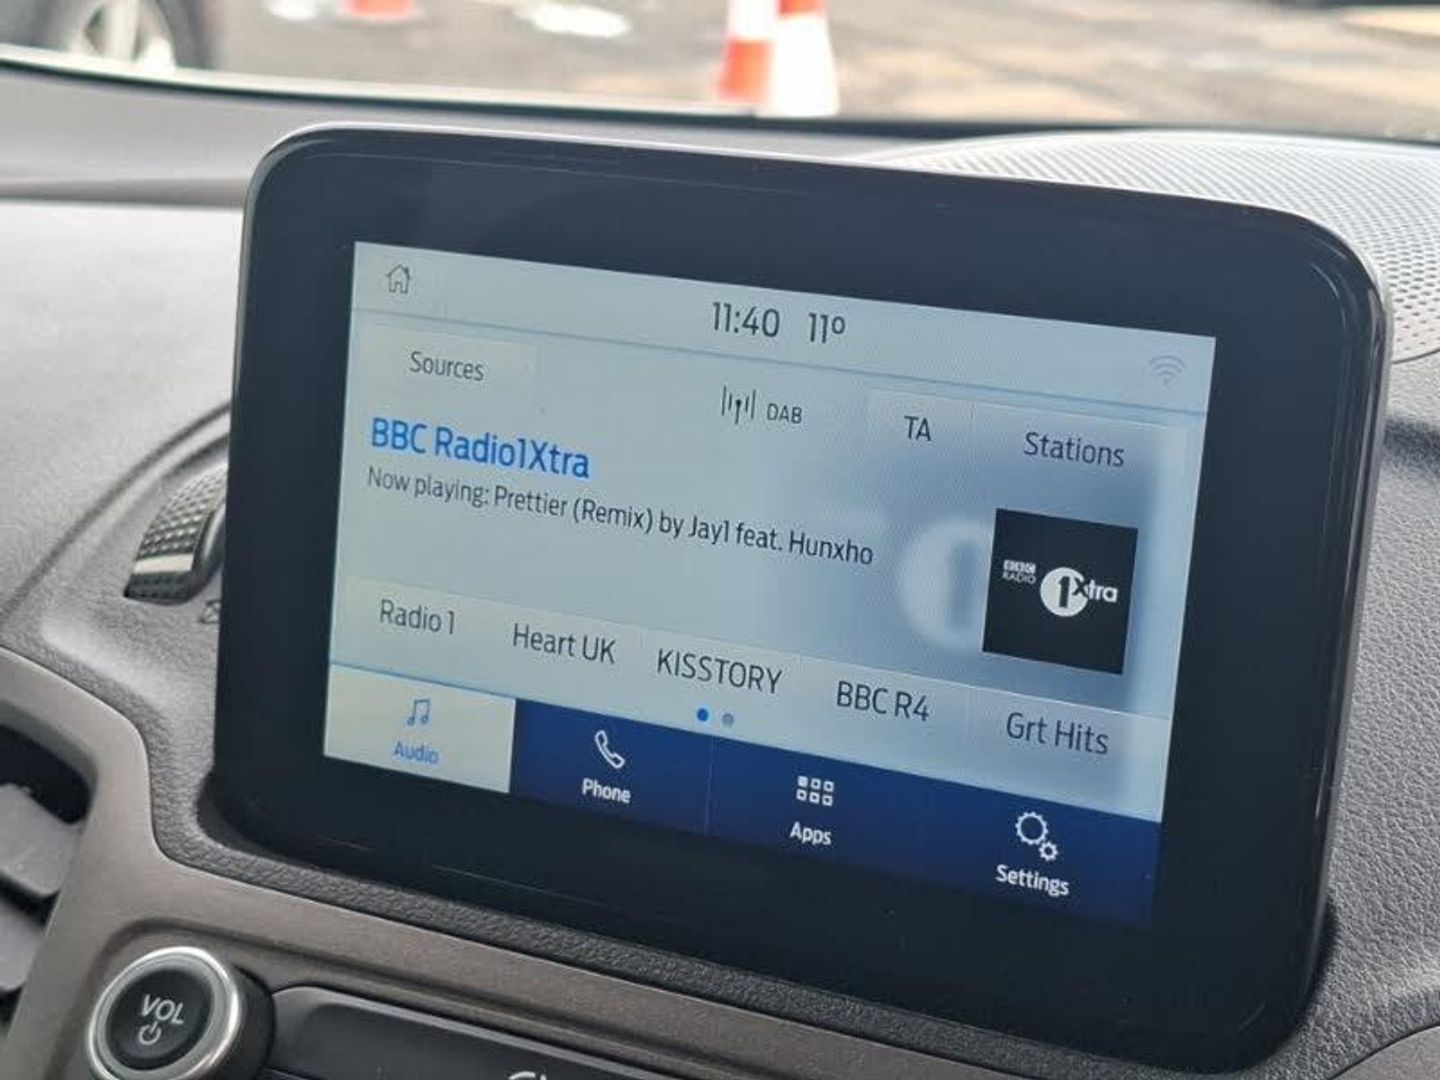 11:40 11°
Sources
DAB
TA
Stations
BBC Radio1Xtra
Now playing: Prettier (Remix) by Jay1 feat. Hunxho
BBC
RADIO
1Xtra
Radio 1
Heart UK
KISSTORY
BBC R4
Grt Hits
Audio
Phone
Apps
Settings
VOL